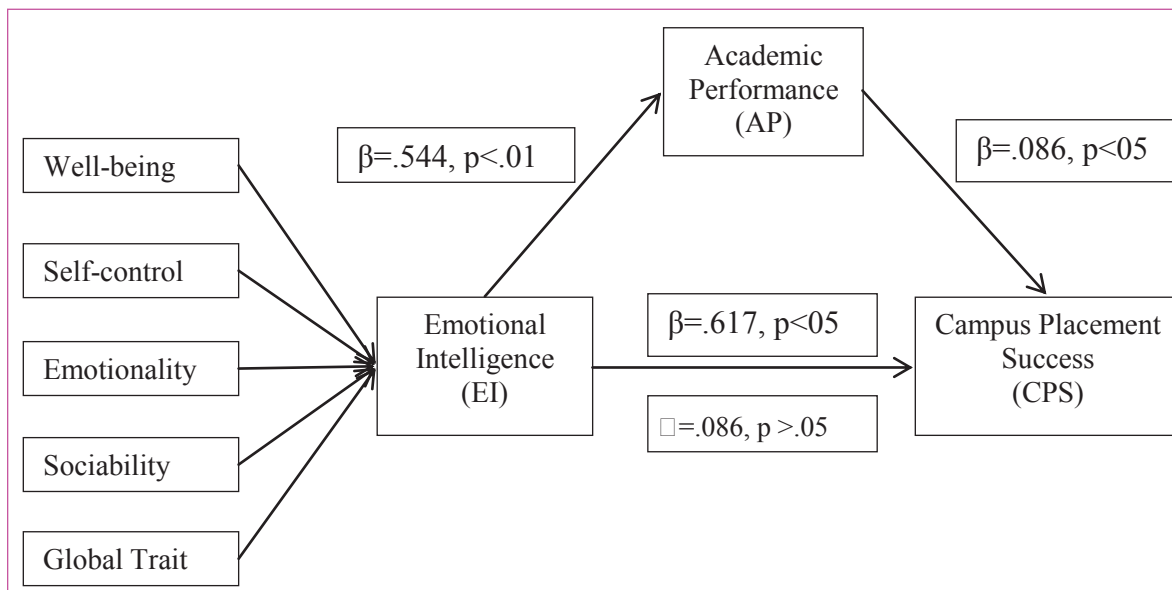 Academic
Performance
(AP)
β=.544, p<.01
β=.086, p<05
Well-being
Self-control
Emotionality
Sociability
Global Trait
Emotional
Intelligence
(EI)
β=.617, p<05
□=.086, p >.05
Campus Placement
Success
(CPS)